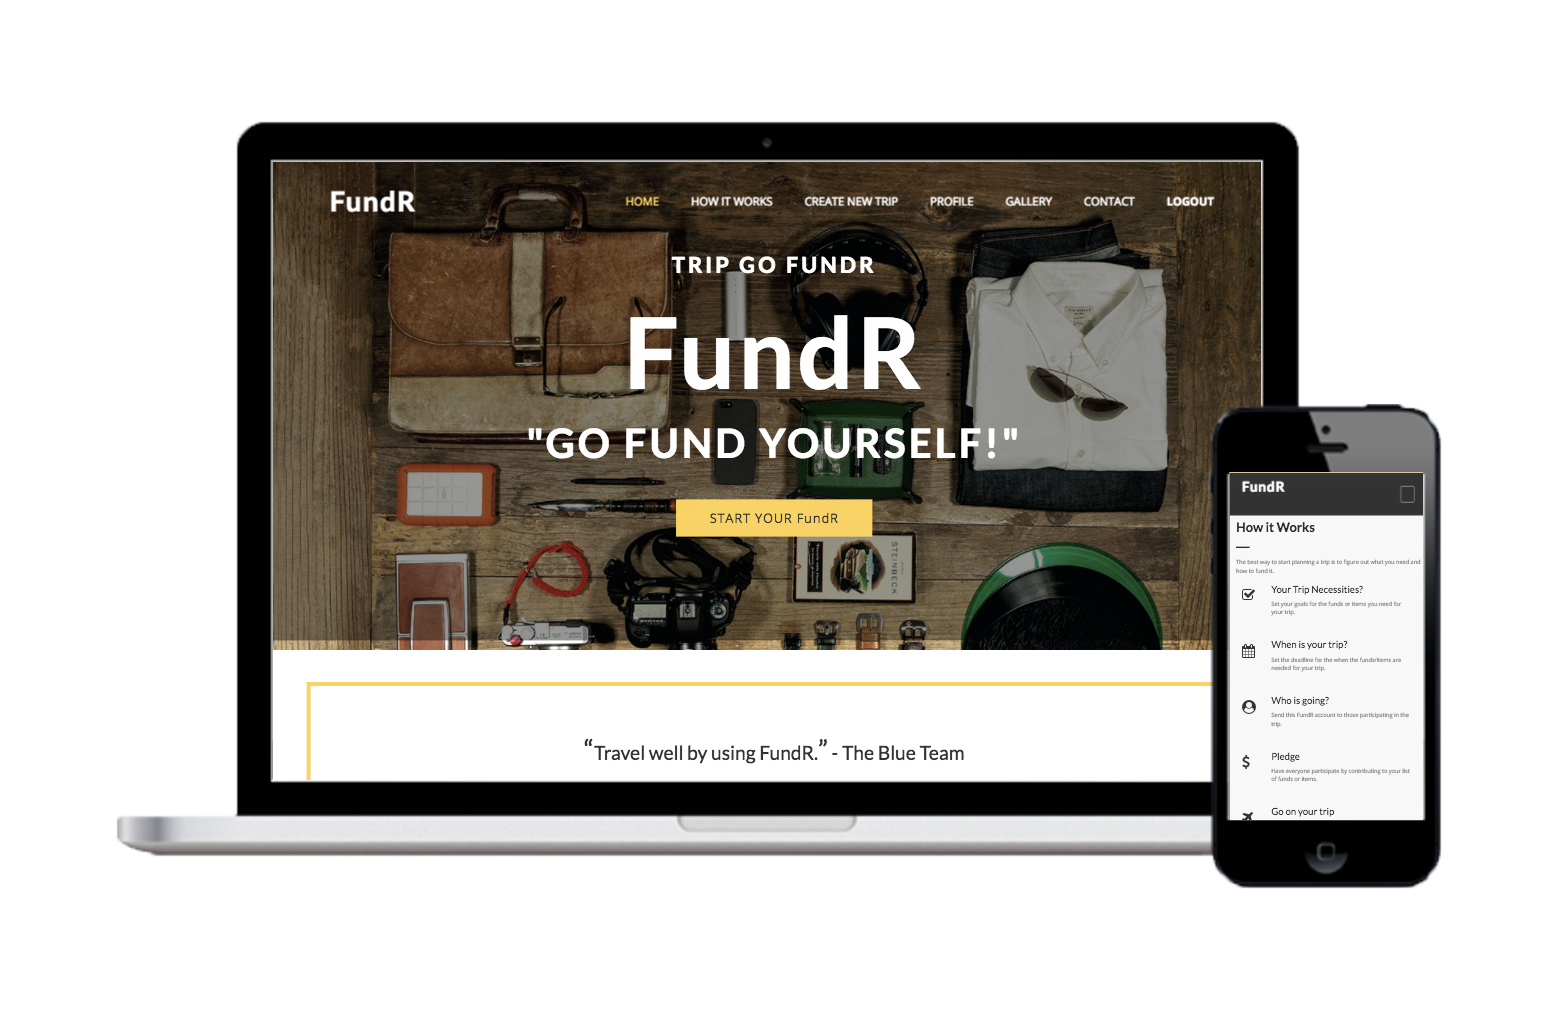 FundR
HOME HOW IT WORKS CREATE NEW TRIP PROFILE GALLERY CONTACT LOGOUT
TRIP GO FUNDR
FundR
"GO FUND YOURSELF!"
START YOUR FundR
STEINBECK
“Travel well by using FundR.” - The Blue Team
FundR
How it Works
The best way to start planning a trip is to figure out what you need and
how to fund it.
Your Trip Necessities?
Set your goals for the funds or items you need for
your trip.
When is your trip?
Set the deadline for the when the funds/items are
needed for your trip.
Who is going?
Send this FundR account to those participating in the
trip.
Pledge
Have everyone participate by contributing to your list
of funds or items.
Go on your trip